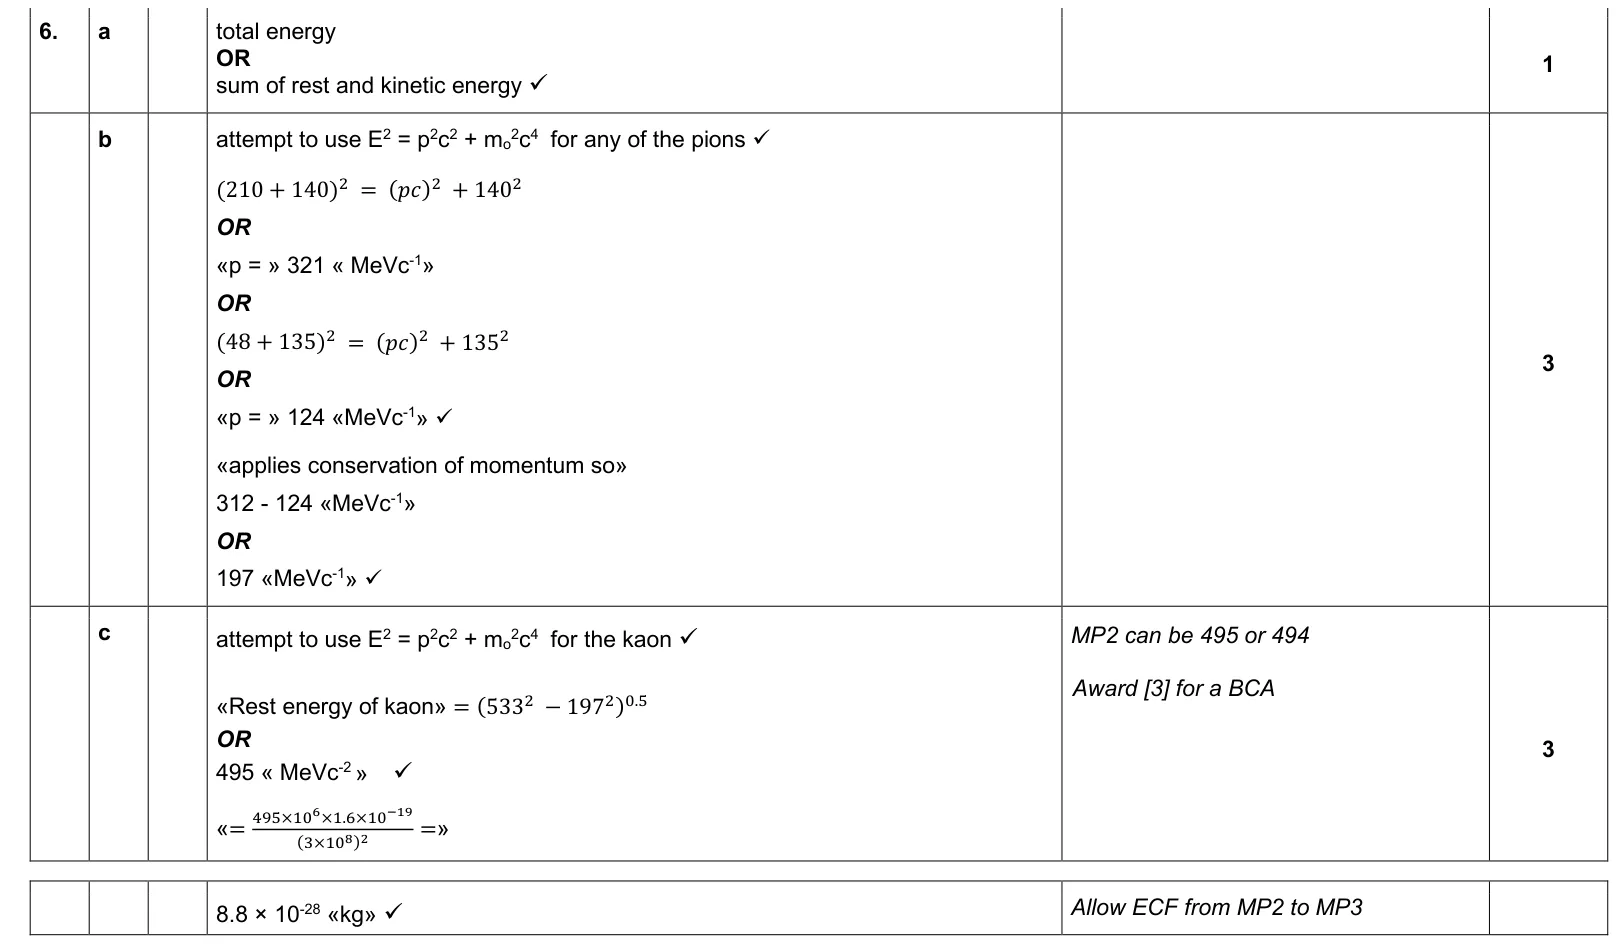 6. a total energy
OR
sum of rest and kinetic energy ✓
1
b attempt to use E² = p²c² + mₒ²c⁴ for any of the pions ✓
(210 + 140)² = (pc)² + 140²
OR
«p = » 321 « MeVc⁻¹»
OR
(48 + 135)² = (pc)² + 135²
OR
«p = » 124 «MeVc⁻¹» ✓
«applies conservation of momentum so»
312 - 124 «MeVc⁻¹»
OR
197 «MeVc⁻¹» ✓
3
c attempt to use E² = p²c² + mₒ²c⁴ for the kaon ✓
«Rest energy of kaon» = (533² − 197²)⁰·⁵
OR
495 « MeVc⁻² » ✓
«= (495×10⁶×1.6×10⁻¹⁹)/(3×10⁸)² =»
MP2 can be 495 or 494
Award [3] for a BCA
3
8.8 × 10⁻²⁸ «kg» ✓
Allow ECF from MP2 to MP3